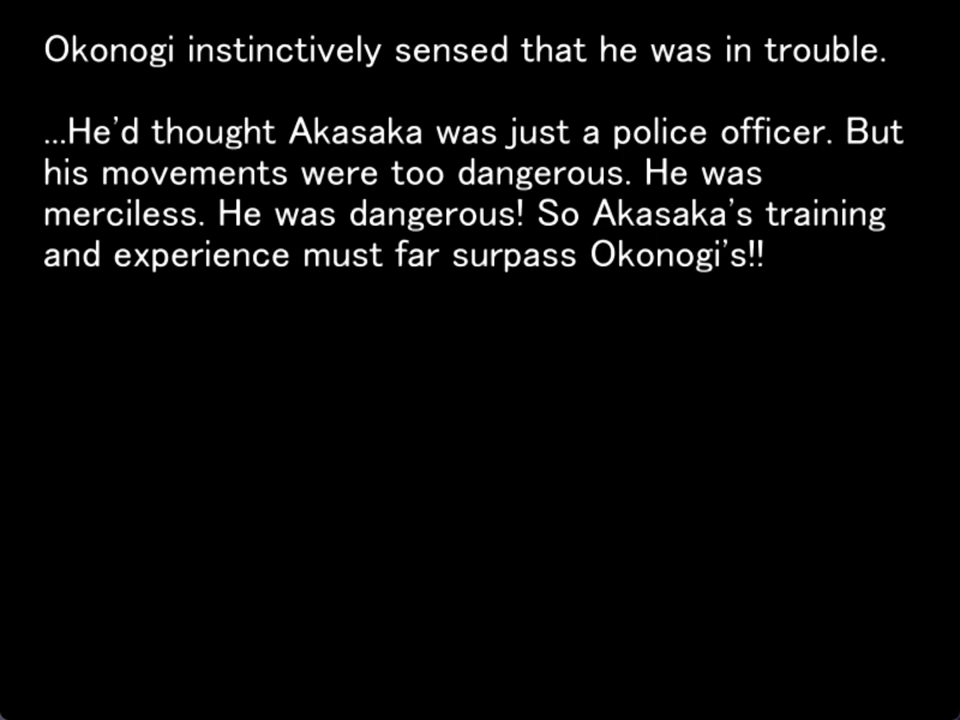 Okonogi instinctively sensed that he was in trouble.
...He'd thought Akasaka was just a police officer. But
his movements were too dangerous. He was
merciless. He was dangerous! So Akasaka's training
and experience must far surpass Okonogi's!!